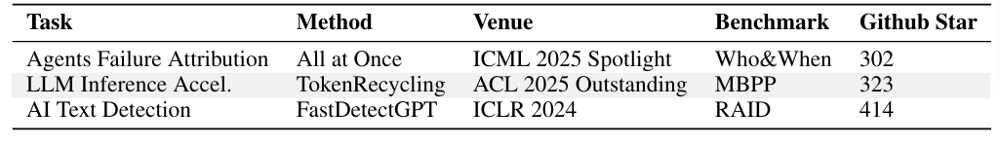 Task Method Venue Benchmark Github Star
Agents Failure Attribution All at Once ICML 2025 Spotlight Who&When 302
LLM Inference Accel. TokenRecycling ACL 2025 Outstanding MBPP 323
AI Text Detection FastDetectGPT ICLR 2024 RAID 414